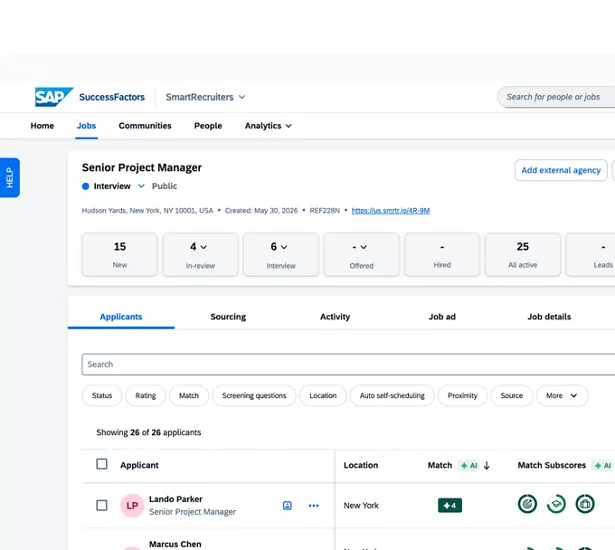 SAP SuccessFactors SmartRecruiters
Search for people or jobs
Home Jobs Communities People Analytics
HELP
Senior Project Manager
Add external agency
Interview Public
Hudson Yards, New York, NY 10001, USA • Created: May 30, 2026 • REF228N • https://us.smrtr.io/4R-9M
15 4 6 - - 25 -
New In-review Interview Offered Hired All active Leads
Applicants Sourcing Activity Job ad Job details
Search
Status Rating Match Screening questions Location Auto self-scheduling Proximity Source More
Showing 26 of 26 applicants
Applicant Location Match AI Match Subscores AI
LP Lando Parker New York 4
Senior Project Manager
Marcus Chen